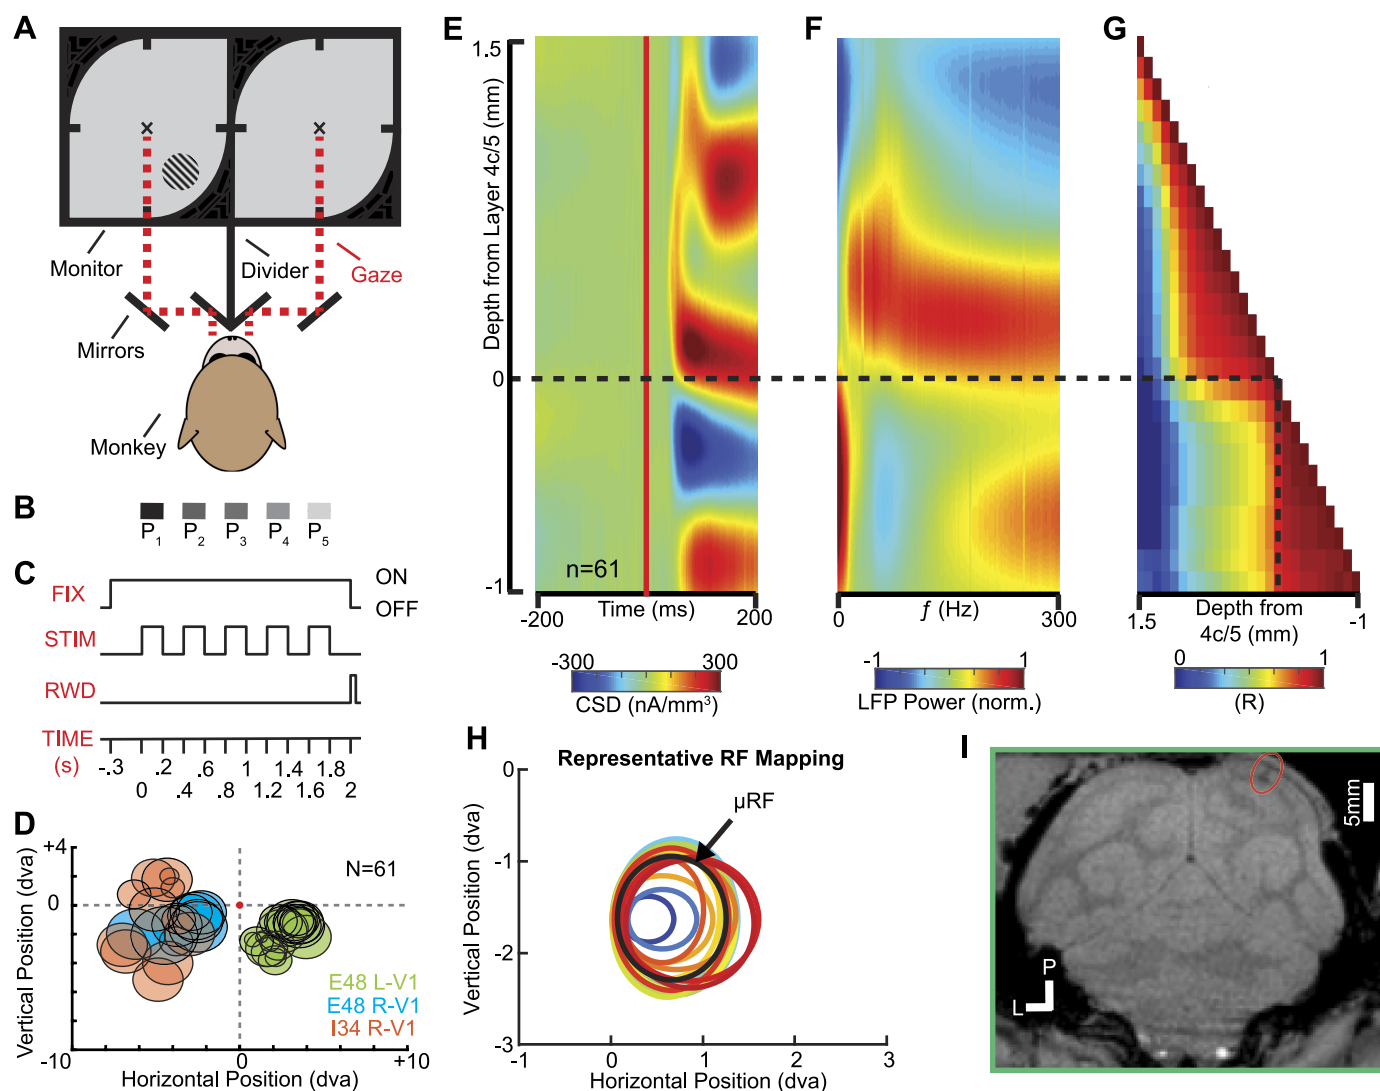 A
Monitor
Divider
Gaze
Mirrors
Monkey
B
P1 P2 P3 P4 P5
C
FIX
ON
OFF
STIM
RWD
TIME
(s)
-.3 .2 .6 1 1.4 1.8
0 .4 .8 1.2 1.6 2
D
+4
0
N=61
E48 L-V1
E48 R-V1
I34 R-V1
Vertical Position (dva)
-10 0 +10
Horizontal Position (dva)
E
1.5
Depth from Layer 4c/5 (mm)
0
-1
n=61
Time (ms)
-200 200
-300 300
CSD (nA/mm³)
F
f (Hz)
0 300
-1 1
LFP Power (norm.)
G
Depth from
4c/5 (mm)
1.5 -1
0 1
(R)
H
Representative RF Mapping
μRF
0
-1
-2
-3
Vertical Position (dva)
-1 0 1 2 3
Horizontal Position (dva)
I
5mm
P
L